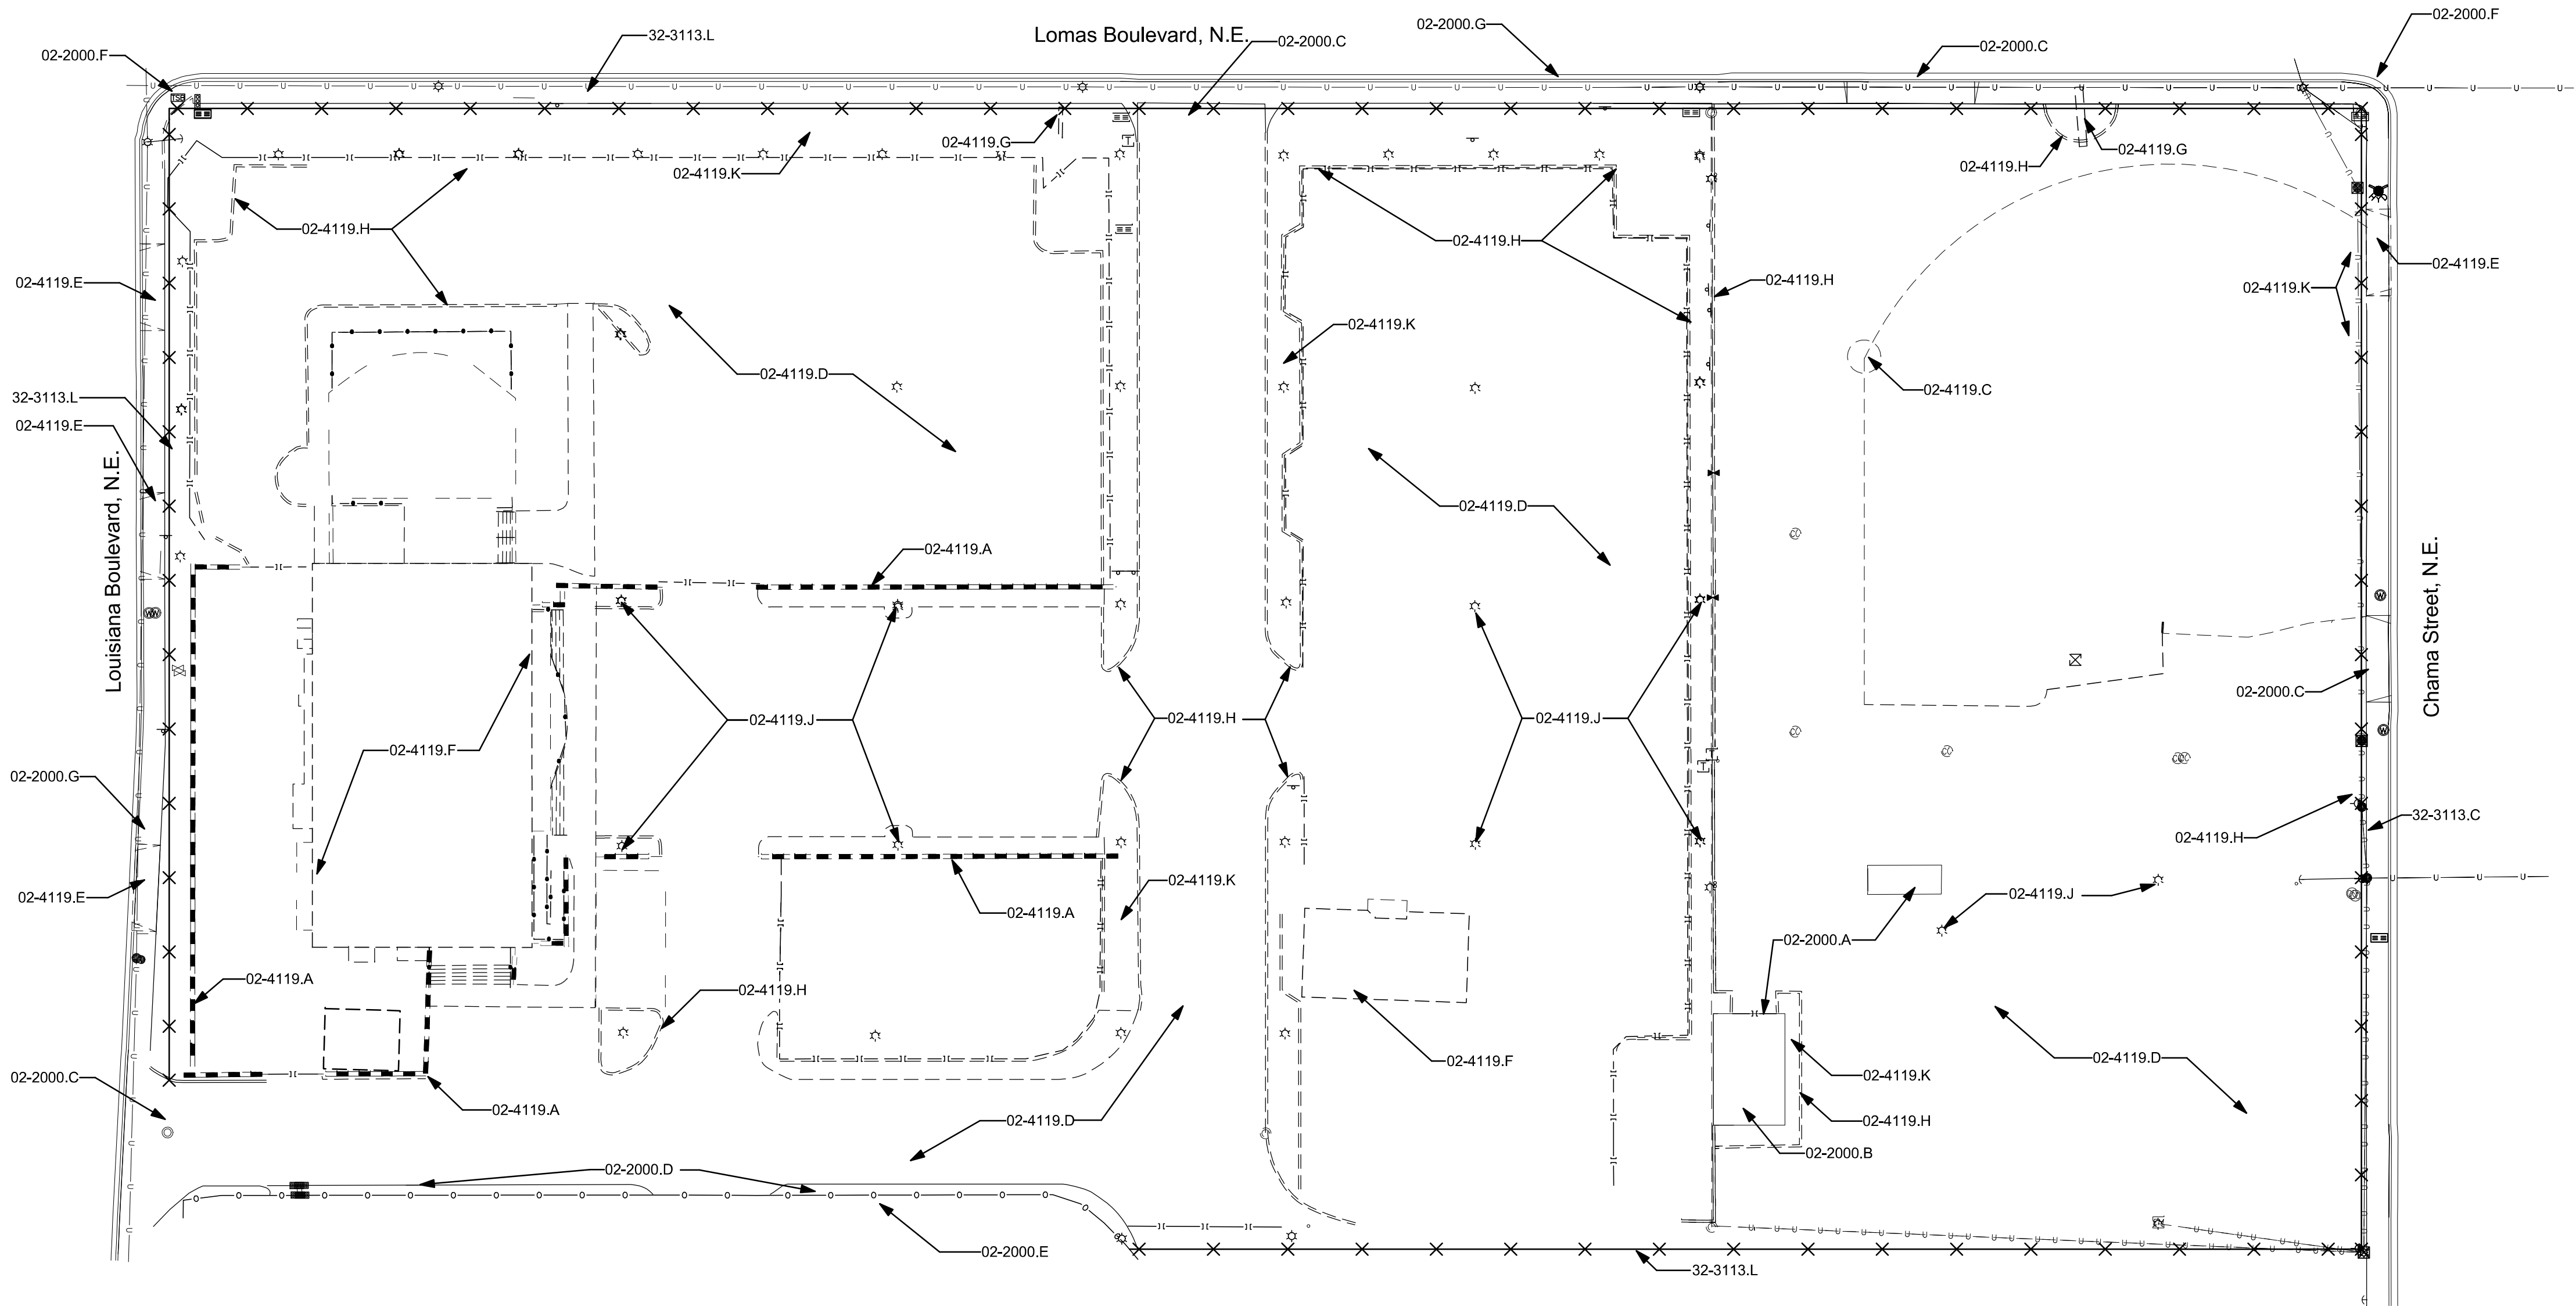 02-2000.G
02-2000.F
32-3113.L
Lomas Boulevard, N.E.
02-2000.C
02-2000.C
02-2000.F
TSB
02-4119.G
02-4119.K
02-4119.G
02-4119.H
02-4119.H
02-4119.H
02-4119.E
02-4119.H
02-4119.K
02-4119.E
02-4119.K
02-4119.D
02-4119.C
32-3113.L
02-4119.E
Louisiana Boulevard, N.E.
02-4119.D
02-4119.A
Chama Street, N.E.
02-2000.C
02-4119.J
02-4119.H
02-4119.J
02-4119.F
02-2000.G
32-3113.C
02-4119.H
02-4119.E
02-4119.K
02-4119.J
02-4119.A
02-2000.A
02-4119.A
02-4119.H
02-4119.F
02-4119.D
02-2000.C
02-4119.K
02-4119.A
02-4119.D
02-4119.H
02-2000.B
02-2000.D
02-2000.E
32-3113.L